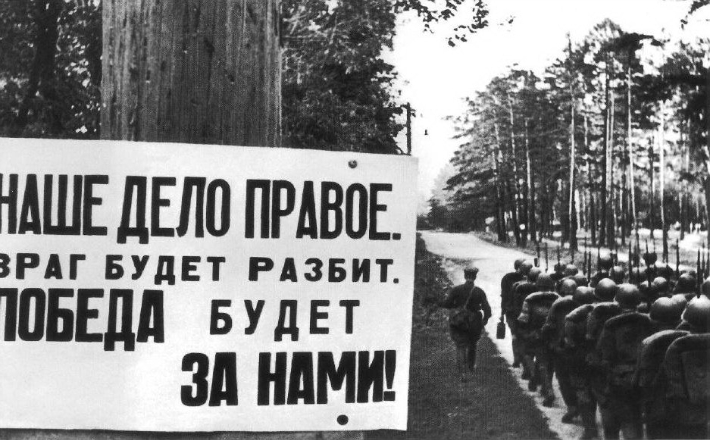 НАШЕ ДЕЛО ПРАВОЕ.
ВРАГ БУДЕТ РАЗБИТ.
ПОБЕДА БУДЕТ
ЗА НАМИ!